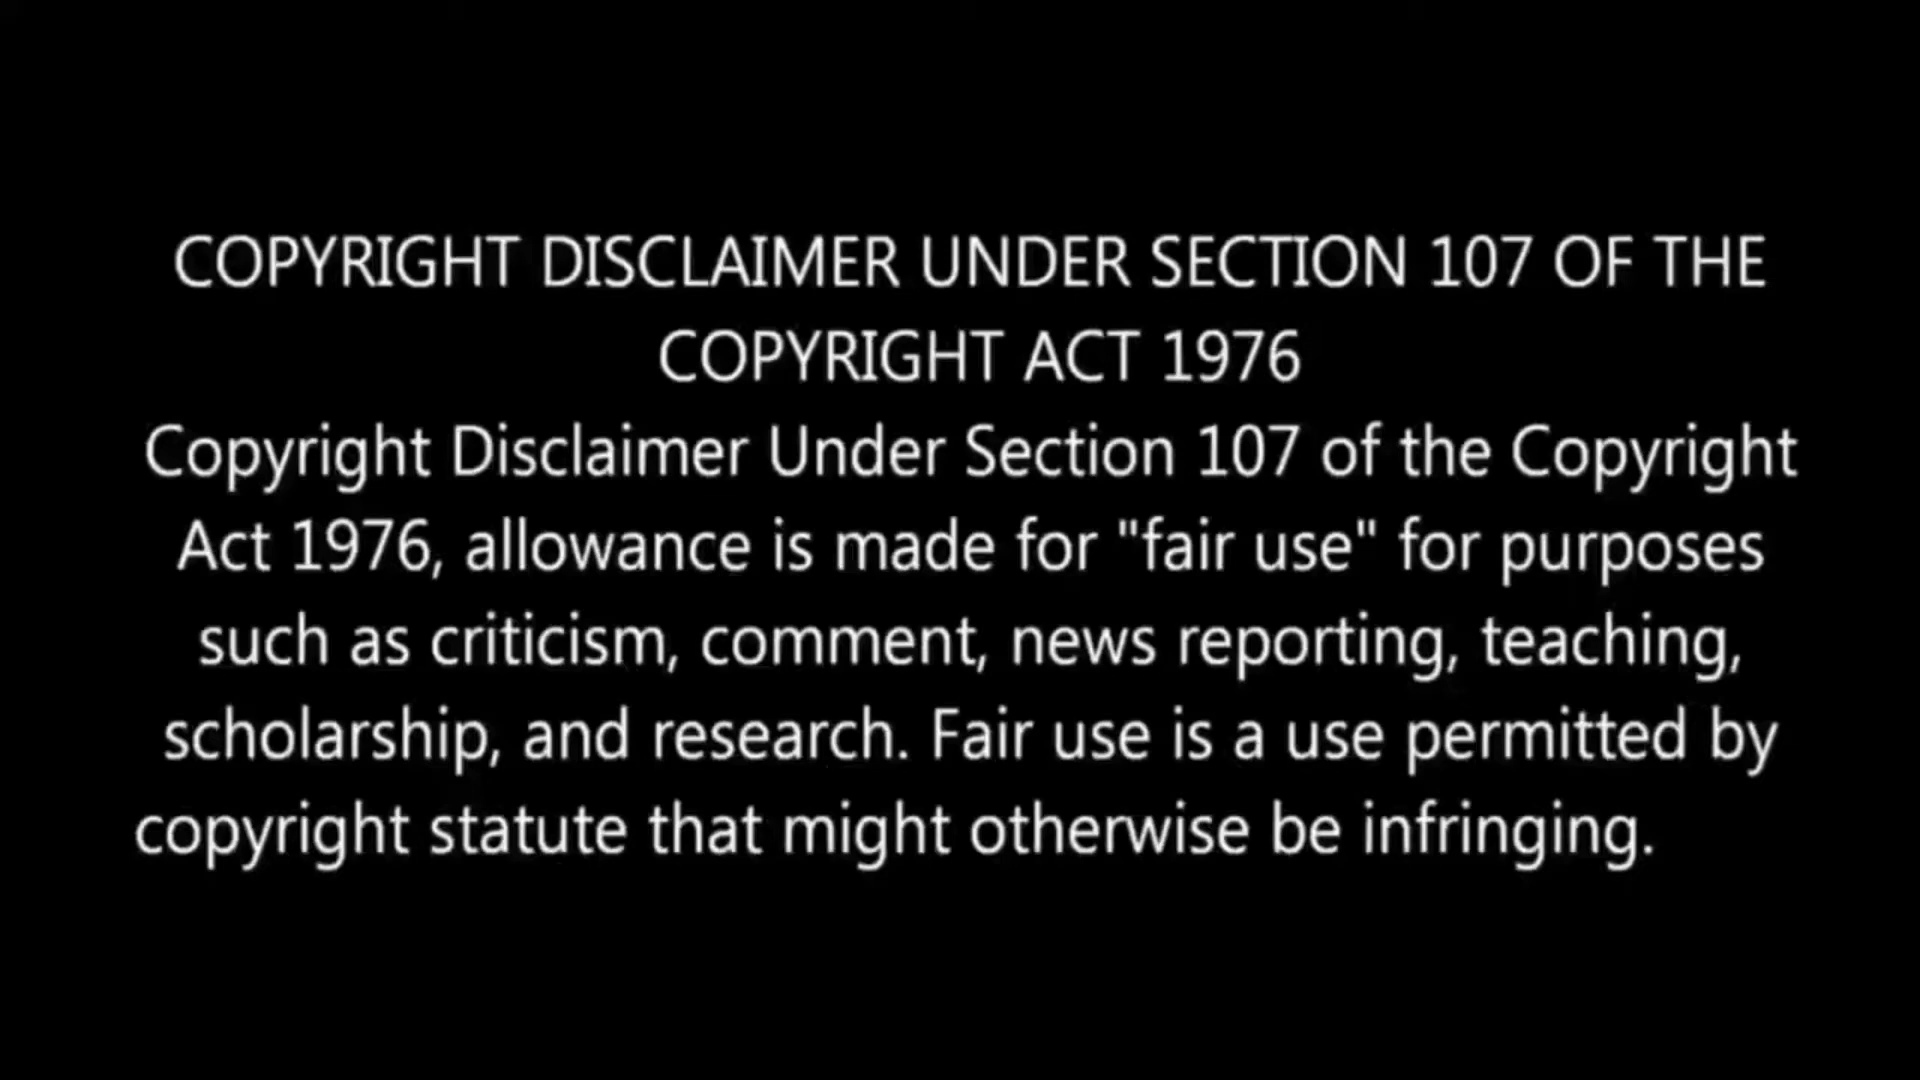 COPYRIGHT DISCLAIMER UNDER SECTION 107 OF THE
COPYRIGHT ACT 1976
Copyright Disclaimer Under Section 107 of the Copyright
Act 1976, allowance is made for "fair use" for purposes
such as criticism, comment, news reporting, teaching,
scholarship, and research. Fair use is a use permitted by
copyright statute that might otherwise be infringing.